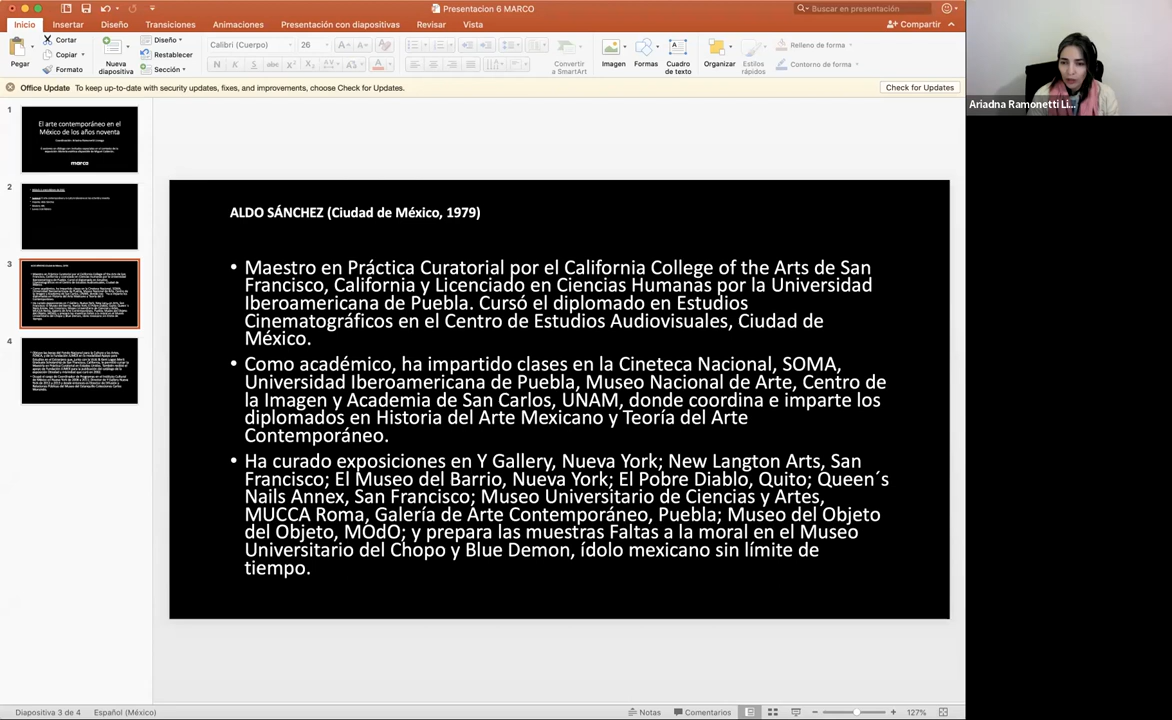 Presentacion 6 MARCO
Buscar en presentación
Inicio
Insertar
Diseño
Transiciones
Animaciones
Presentación con diapositivas
Revisar
Vista
Compartir
Pegar
Cortar
Copiar
Formato
Nueva
diapositiva
Diseño
Restablecer
Sección
Calibri (Cuerpo)
26
N K S abc
Convertir
a SmartArt
Imagen
Formas
Cuadro
de texto
Organizar
Estilos
rápidos
Relleno de forma
Contorno de forma
Office Update To keep up-to-date with security updates, fixes, and improvements, choose Check for Updates.
Check for Updates
1
El arte contemporáneo en el
México de los años noventa
marco
2
3
4
ALDO SÁNCHEZ (Ciudad de México, 1979)
• Maestro en Práctica Curatorial por el California College of the Arts de San
Francisco, California y Licenciado en Ciencias Humanas por la Universidad
Iberoamericana de Puebla. Cursó el diplomado en Estudios
Cinematográficos en el Centro de Estudios Audiovisuales, Ciudad de
México.
• Como académico, ha impartido clases en la Cineteca Nacional, SOMA,
Universidad Iberoamericana de Puebla, Museo Nacional de Arte, Centro de
la Imagen y Academia de San Carlos, UNAM, donde coordina e imparte los
diplomados en Historia del Arte Mexicano y Teoría del Arte
Contemporáneo.
• Ha curado exposiciones en Y Gallery, Nueva York; New Langton Arts, San
Francisco; El Museo del Barrio, Nueva York; El Pobre Diablo, Quito; Queen´s
Nails Annex, San Francisco; Museo Universitario de Ciencias y Artes,
MUCCA Roma, Galería de Arte Contemporáneo, Puebla; Museo del Objeto
del Objeto, MOdO; y prepara las muestras Faltas a la moral en el Museo
Universitario del Chopo y Blue Demon, ídolo mexicano sin límite de
tiempo.
Ariadna Ramonetti Li...
Diapositiva 3 de 4
Español (México)
Notas
Comentarios
127%